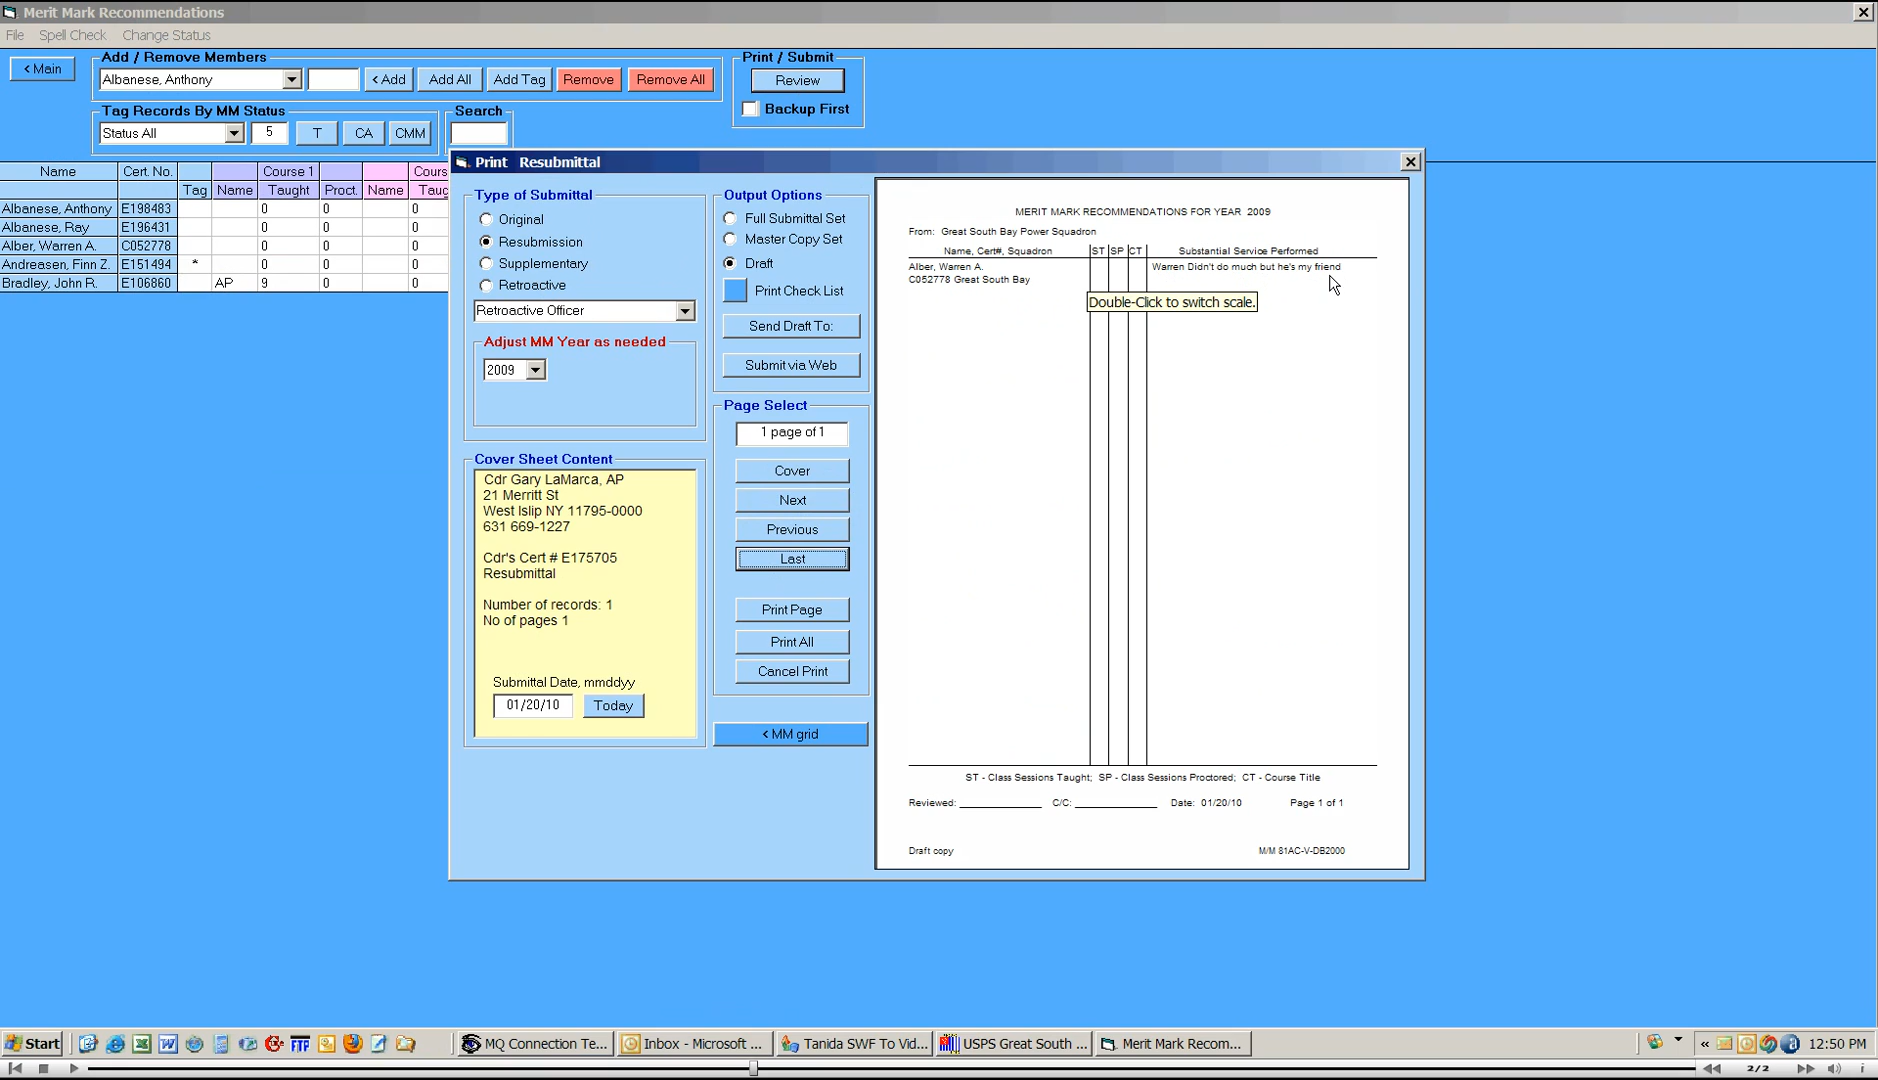 Merit Mark Recommendations
File Spell Check Change Status
< Main
Add / Remove Members
Albanese, Anthony
< Add
Add All
Add Tag
Remove
Remove All
Print / Submit
Review
Backup First
Tag Records By MM Status
Status All
5
T
CA
CMM
Search
Name Cert. No. Course 1 Cours
Tag Name Taught Proct. Name Taug
Albanese, Anthony E198483 0 0 0
Albanese, Ray E196431 0 0 0
Alber, Warren A. C052778 0 0 0
Andreasen, Finn Z. E151494 * 0 0 0
Bradley, John R. E106860 AP 9 0 0
Print Resubmittal
Type of Submittal
Original
Resubmission
Supplementary
Retroactive
Retroactive Officer
Adjust MM Year as needed
2009
Cover Sheet Content
Cdr Gary LaMarca, AP
21 Merritt St
West Islip NY 11795-0000
631 669-1227
Cdr's Cert # E175705
Resubmittal
Number of records: 1
No of pages 1
Submittal Date, mmddyy
01/20/10
Today
Output Options
Full Submittal Set
Master Copy Set
Draft
Print Check List
Send Draft To:
Submit via Web
Page Select
1 page of 1
Cover
Next
Previous
Last
Print Page
Print All
Cancel Print
< MM grid
MERIT MARK RECOMMENDATIONS FOR YEAR 2009
From: Great South Bay Power Squadron
Name, Cert#, Squadron ST SP CT Substantial Service Performed
Alber, Warren A. Warren Didn't do much but he's my friend
C052778 Great South Bay
Double-Click to switch scale.
ST - Class Sessions Taught; SP - Class Sessions Proctored; CT - Course Title
Reviewed: C/C: Date: 01/20/10 Page 1 of 1
Draft copy M/M 81AC-V-DB2000
Start
FTP
MQ Connection Te...
Inbox - Microsoft ...
Tanida SWF To Vid...
USPS Great South ...
Merit Mark Recom...
«
12:50 PM
2/2